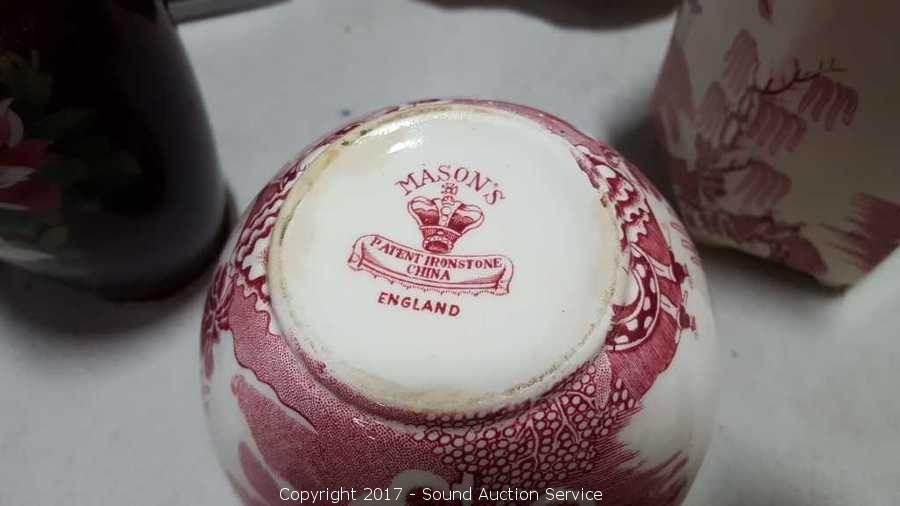 MASON'S
PATENT IRONSTONE
CHINA
ENGLAND
Copyright 2017 - Sound Auction Service